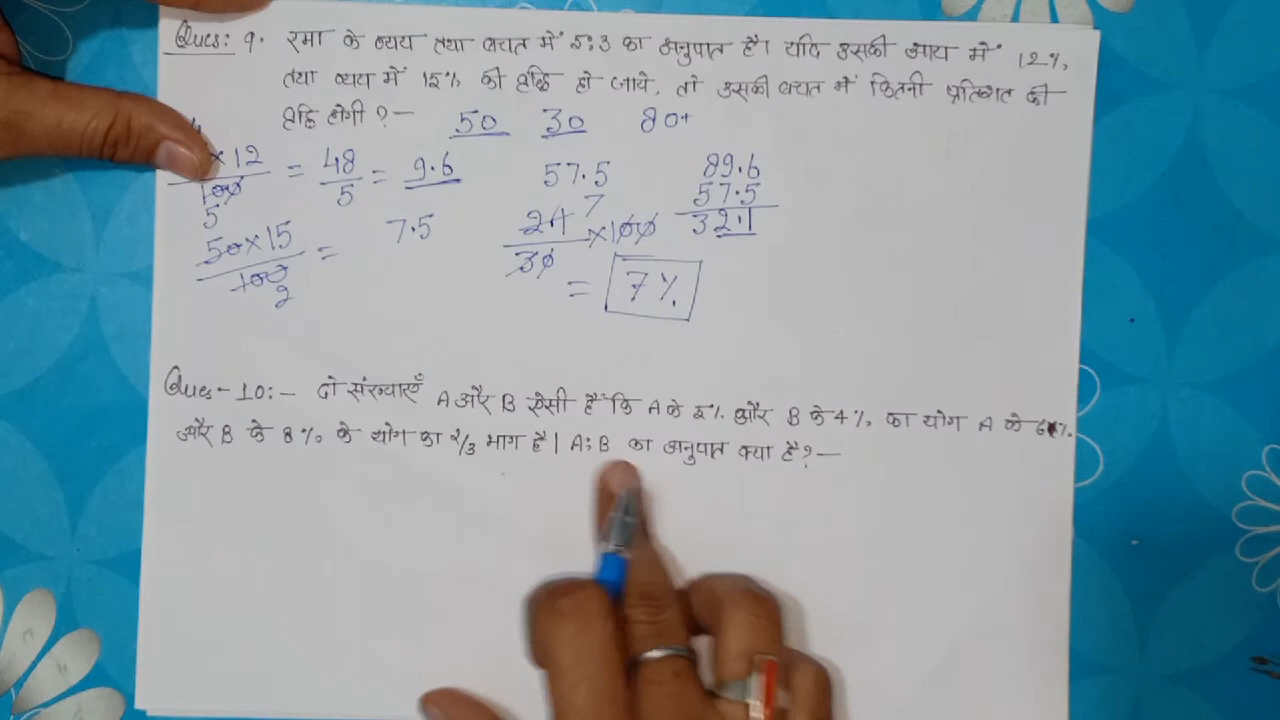 Ques: 9. रमा के व्यय तथा बचत में 5:3 का अनुपात है। यदि उसकी आय में 12%
तथा व्यय में 15% की वृद्धि हो जाये, तो उसकी बचत में कितनी प्रतिशत की
वृद्धि होगी ?-
50 30 80+
×12 / 100 = 48/5 = 9.6
5
57.5
89.6
57.5
32.1
50×15 / 100 = 7.5
2
21 / 30 ×100
7
= 7%
Ques-10:- दो संख्याएँ A और B ऐसी हैं कि A के 5% और B के 4% का योग A के 6%
और B के 8% के योग का 2/3 भाग है। A:B का अनुपात क्या है?-